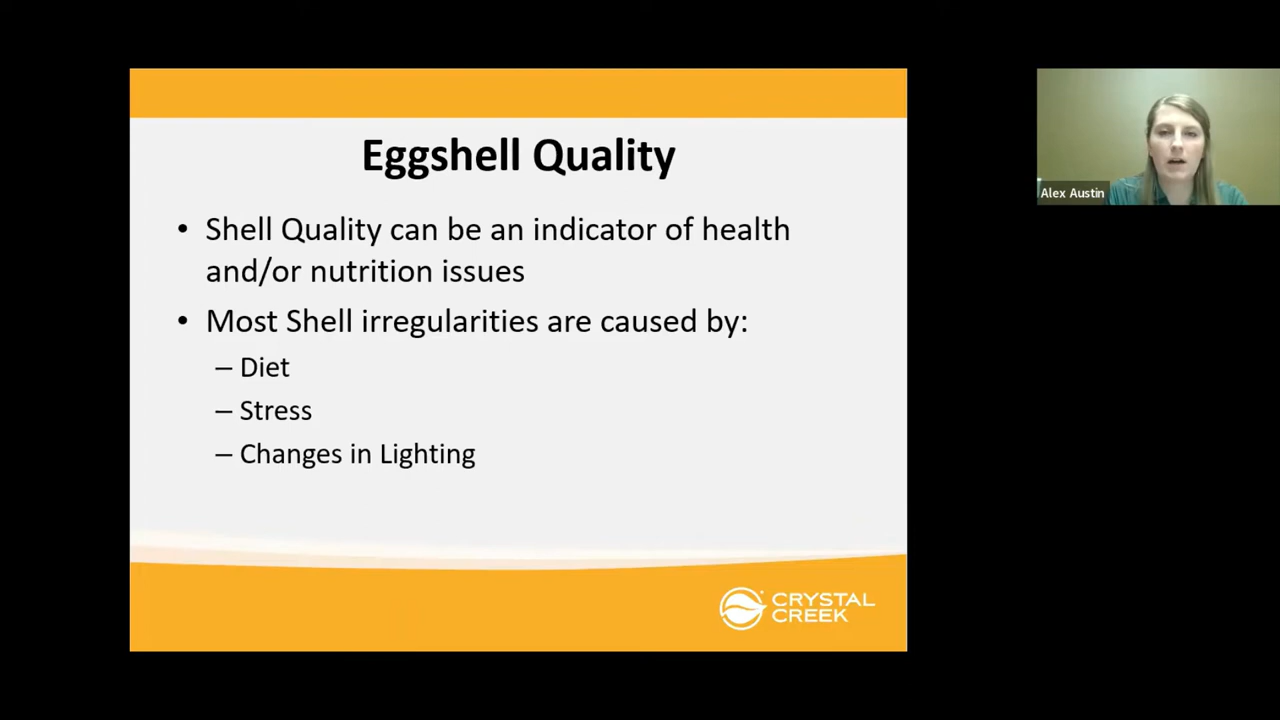 Eggshell Quality
• Shell Quality can be an indicator of health
and/or nutrition issues
• Most Shell irregularities are caused by:
– Diet
– Stress
– Changes in Lighting
CRYSTAL
CREEK
Alex Austin